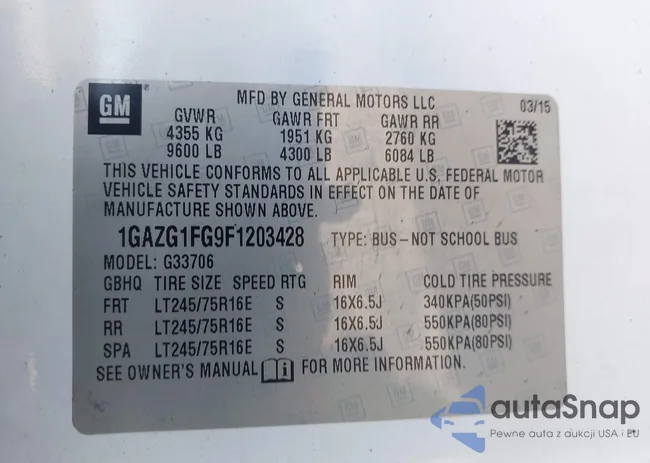 GM
MFD BY GENERAL MOTORS LLC 03/15
GVWR GAWR FRT GAWR RR
4355 KG 1951 KG 2760 KG
9600 LB 4300 LB 6084 LB
THIS VEHICLE CONFORMS TO ALL APPLICABLE U.S. FEDERAL MOTOR
VEHICLE SAFETY STANDARDS IN EFFECT ON THE DATE OF
MANUFACTURE SHOWN ABOVE.
1GAZG1FG9F1203428 TYPE: BUS–NOT SCHOOL BUS
MODEL: G33706
GBHQ TIRE SIZE SPEED RTG RIM COLD TIRE PRESSURE
FRT LT245/75R16E S 16X6.5J 340KPA(50PSI)
RR LT245/75R16E S 16X6.5J 550KPA(80PSI)
SPA LT245/75R16E S 16X6.5J 550KPA(80PSI)
SEE OWNER'S MANUAL i FOR MORE INFORMATION.
autaSnap
Pewne auta z aukcji USA i EU